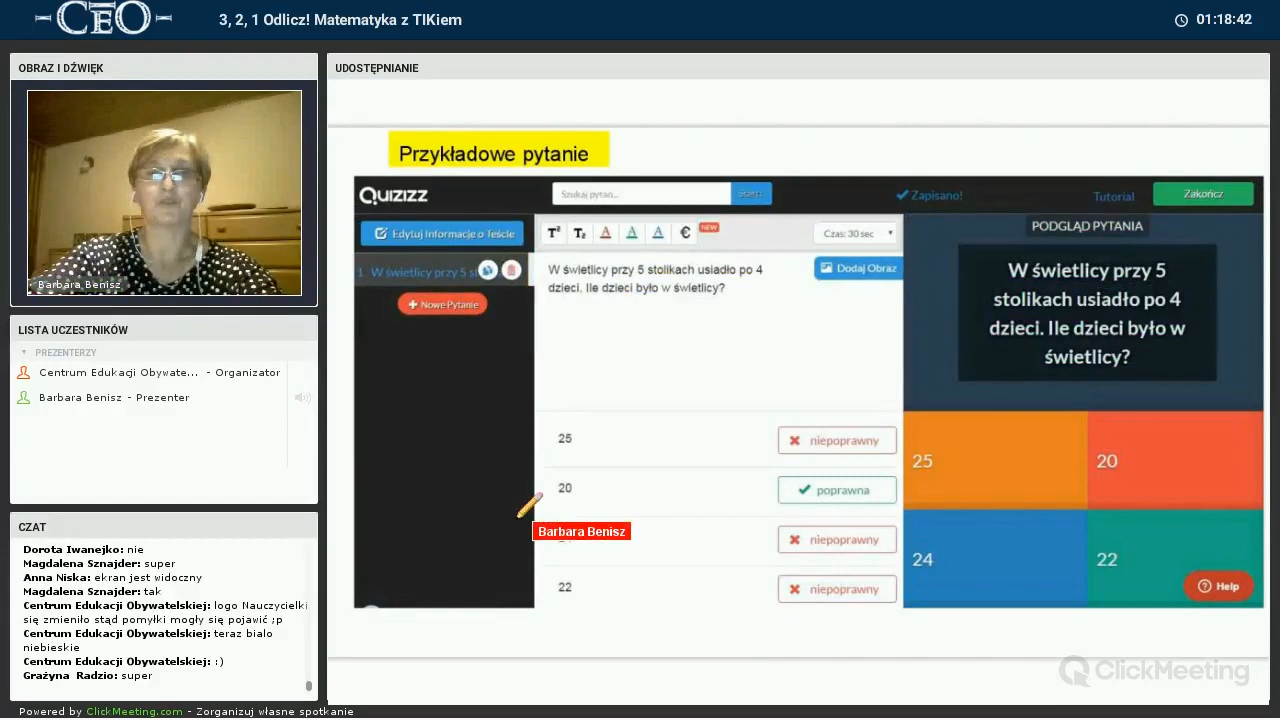 CEO
3, 2, 1 Odlicz! Matematyka z TIKiem
01:18:42
OBRAZ I DŹWIĘK
Barbara Benisz
LISTA UCZESTNIKÓW
PREZENTERZY
Centrum Edukacji Obywate... - Organizator
Barbara Benisz - Prezenter
CZAT
Dorota Iwanejko: nie
Magdalena Sznajder: super
Anna Niska: ekran jest widoczny
Magdalena Sznajder: tak
Centrum Edukacji Obywatelskiej: logo Nauczycielki
się zmieniło stąd pomyłki mogły się pojawić ;p
Centrum Edukacji Obywatelskiej: teraz bialo
niebieskie
Centrum Edukacji Obywatelskiej: :)
Grażyna Radzio: super
UDOSTĘPNIANIE
Przykładowe pytanie
Quizizz
Szukaj pytan...
Zapisano!
Tutorial
Zakończ
Edytuj Informacje o Teście
1. W świetlicy przy 5 st
Nowe Pytanie
T² T₂ A A A € NEW
Czas: 30 sec
W świetlicy przy 5 stolikach usiadło po 4
dzieci. Ile dzieci było w świetlicy?
Dodaj Obraz
25 niepoprawny
20 poprawna
Barbara Benisz
niepoprawny
22 niepoprawny
PODGLĄD PYTANIA
W świetlicy przy 5
stolikach usiadło po 4
dzieci. Ile dzieci było w
świetlicy?
25 20
24 22
Help
ClickMeeting
Powered by ClickMeeting.com - Zorganizuj własne spotkanie